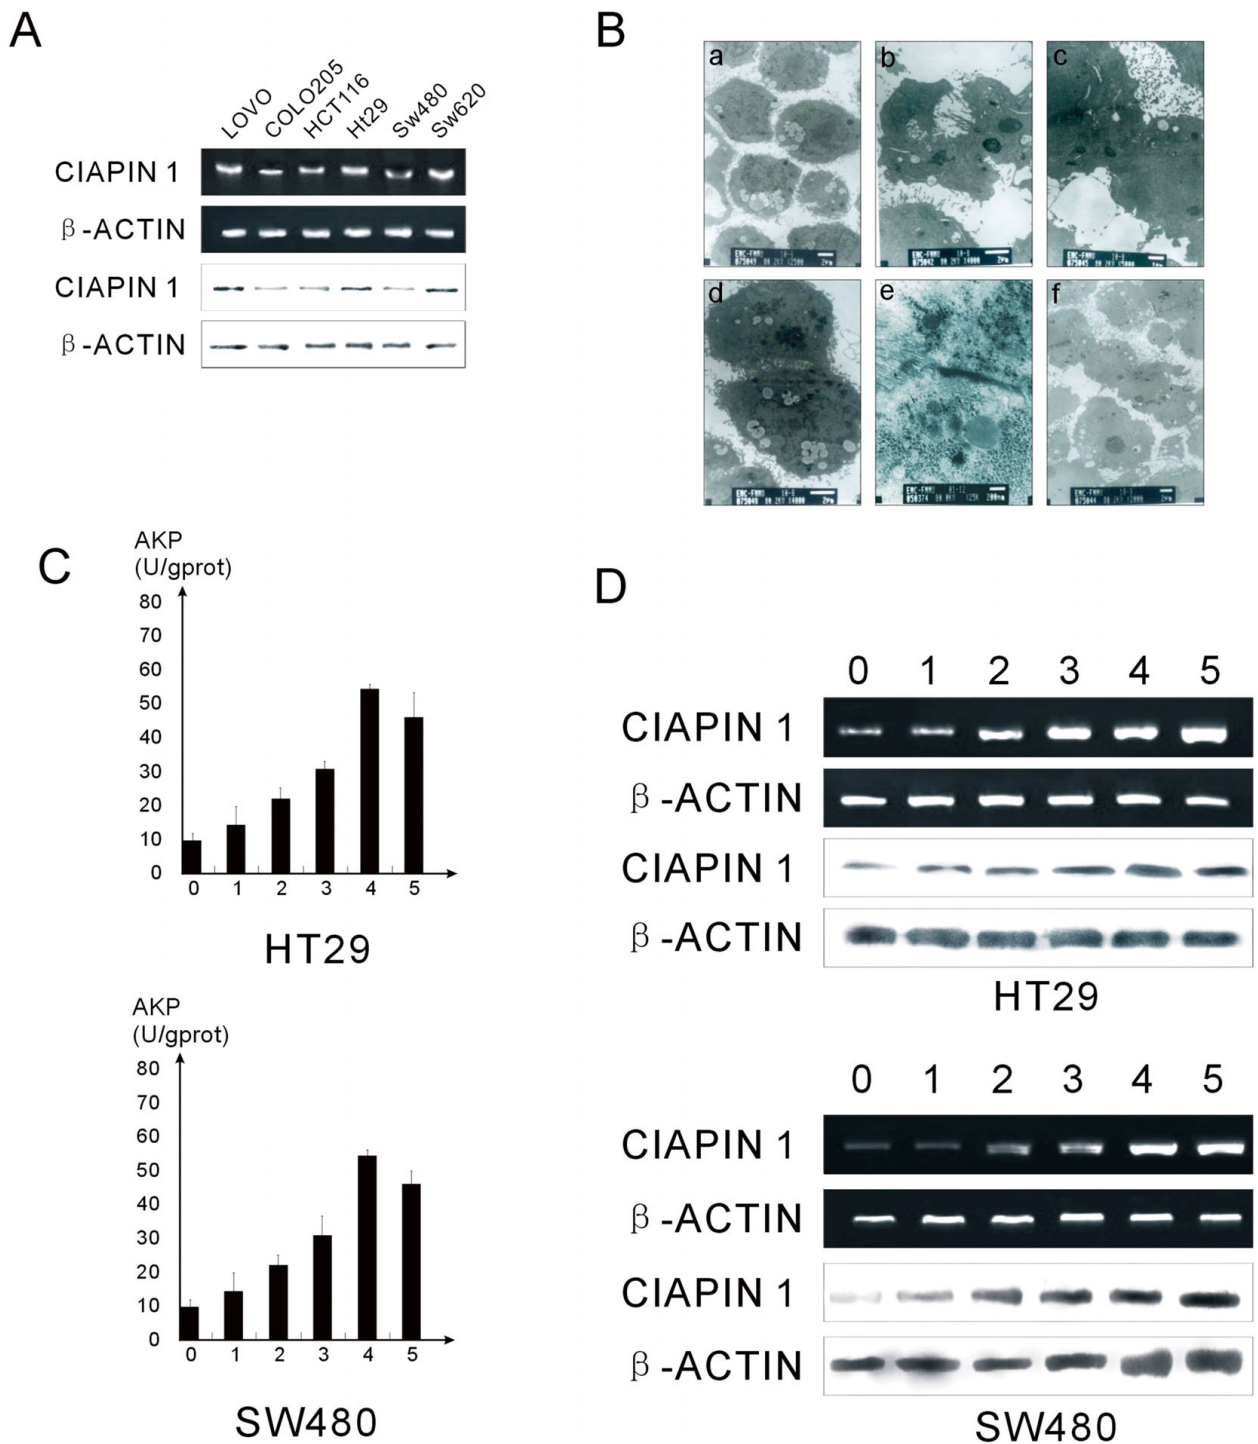 A
LOVO
COLO205
HCT116
Ht29
Sw480
Sw620
CIAPIN 1
β-ACTIN
CIAPIN 1
β-ACTIN
B
a
b
c
d
e
f
C
AKP
(U/gprot)
80
70
60
50
40
30
20
10
0
0 1 2 3 4 5
HT29
AKP
(U/gprot)
80
70
60
50
40
30
20
10
0
0 1 2 3 4 5
SW480
D
0 1 2 3 4 5
CIAPIN 1
β-ACTIN
CIAPIN 1
β-ACTIN
HT29
0 1 2 3 4 5
CIAPIN 1
β-ACTIN
CIAPIN 1
β-ACTIN
SW480